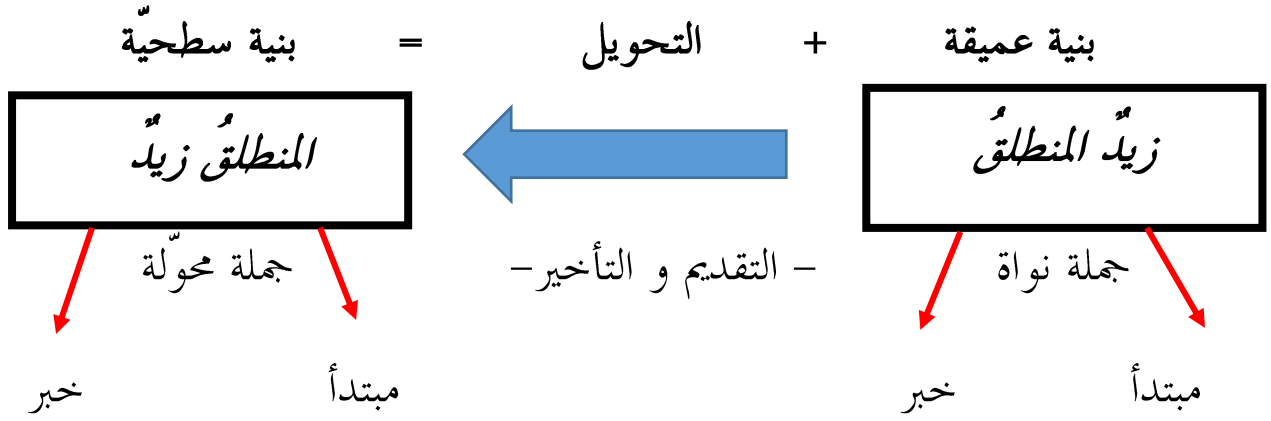 بنية عميقة + التحويل = بنية سطحيّة
زيدٌ المنطلقُ
المنطلقُ زيدٌ
جملة نواة
– التقديم و التأخير–
جملة محوّلة
مبتدأ
خبر
مبتدأ
خبر